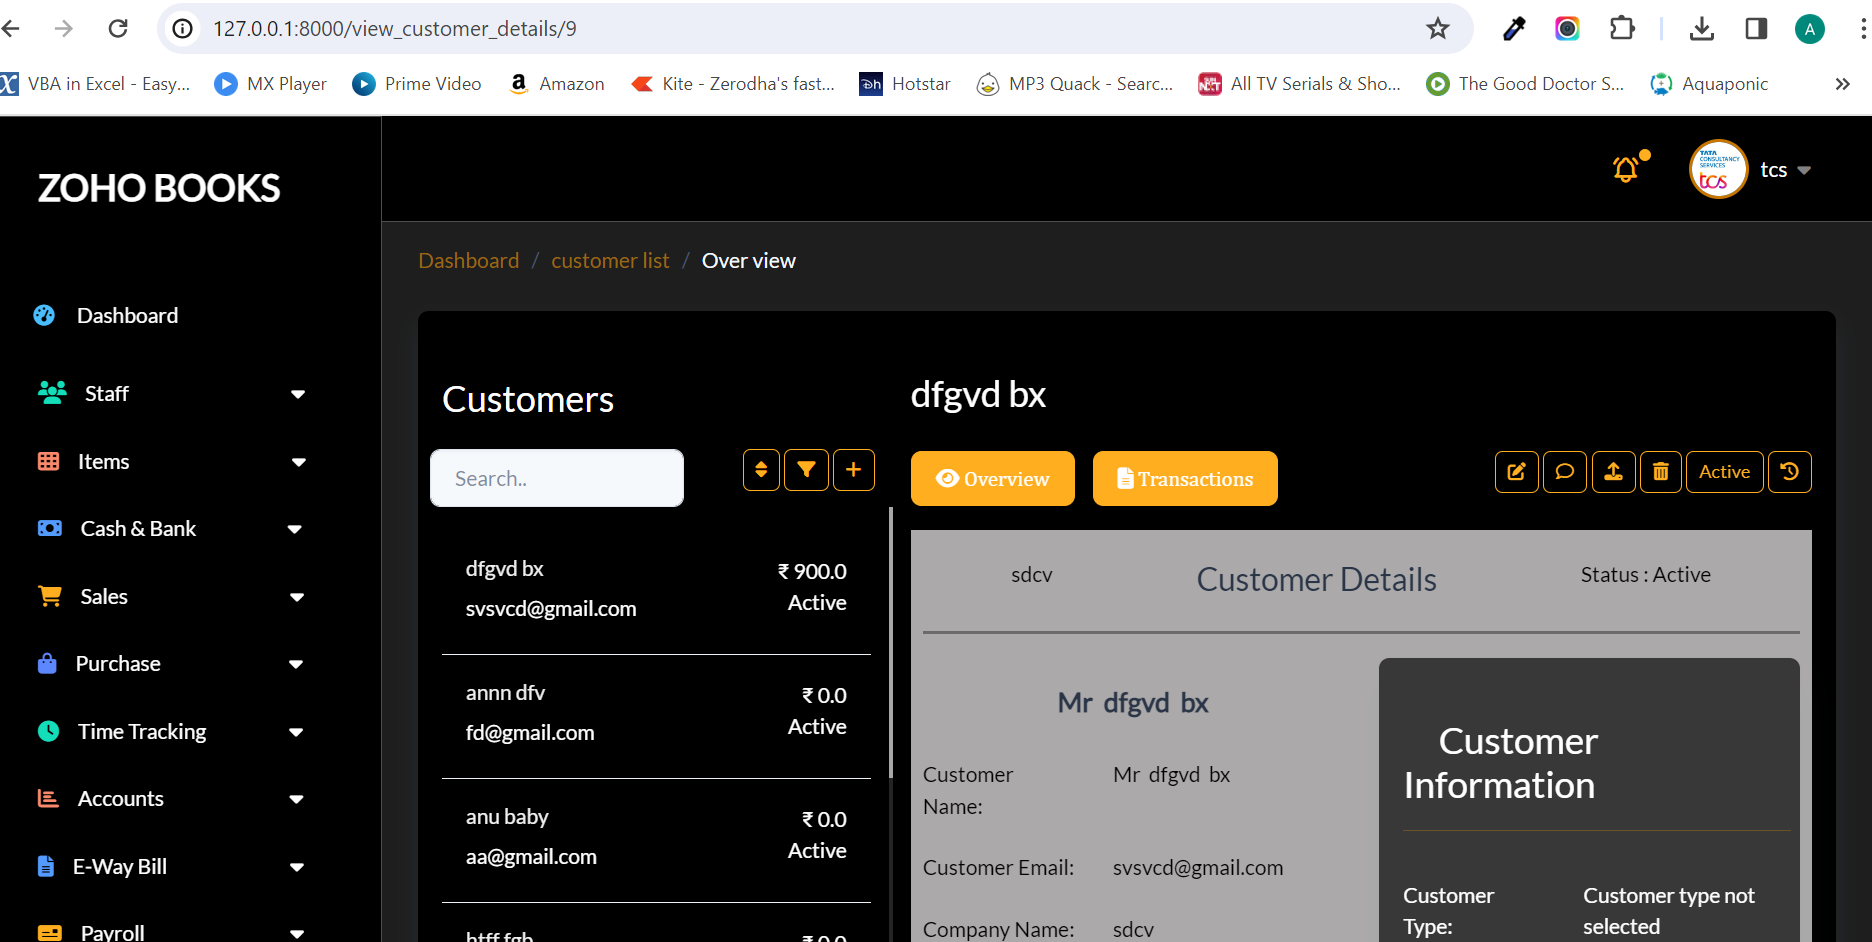 127.0.0.1:8000/view_customer_details/9
A
VBA in Excel - Easy...
MX Player
Prime Video
Amazon
Kite - Zerodha's fast...
Hotstar
MP3 Quack - Searc...
All TV Serials & Sho...
The Good Doctor S...
Aquaponic
ZOHO BOOKS
TATA
CONSULTANCY
SERVICES
tcs
tcs
Dashboard / customer list / Over view
Dashboard
Staff
Items
Cash & Bank
Sales
Purchase
Time Tracking
Accounts
E-Way Bill
Payroll
Customers
Search..
dfgvd bx
₹ 900.0
svsvcd@gmail.com
Active
annn dfv
₹ 0.0
fd@gmail.com
Active
anu baby
₹ 0.0
aa@gmail.com
Active
htff fgh
₹ 0.0
dfgvd bx
Overview
Transactions
Active
sdcv
Customer Details
Status : Active
Mr dfgvd bx
Customer
Name:
Mr dfgvd bx
Customer Email:
svsvcd@gmail.com
Company Name:
sdcv
Customer
Information
Customer
Type:
Customer type not
selected